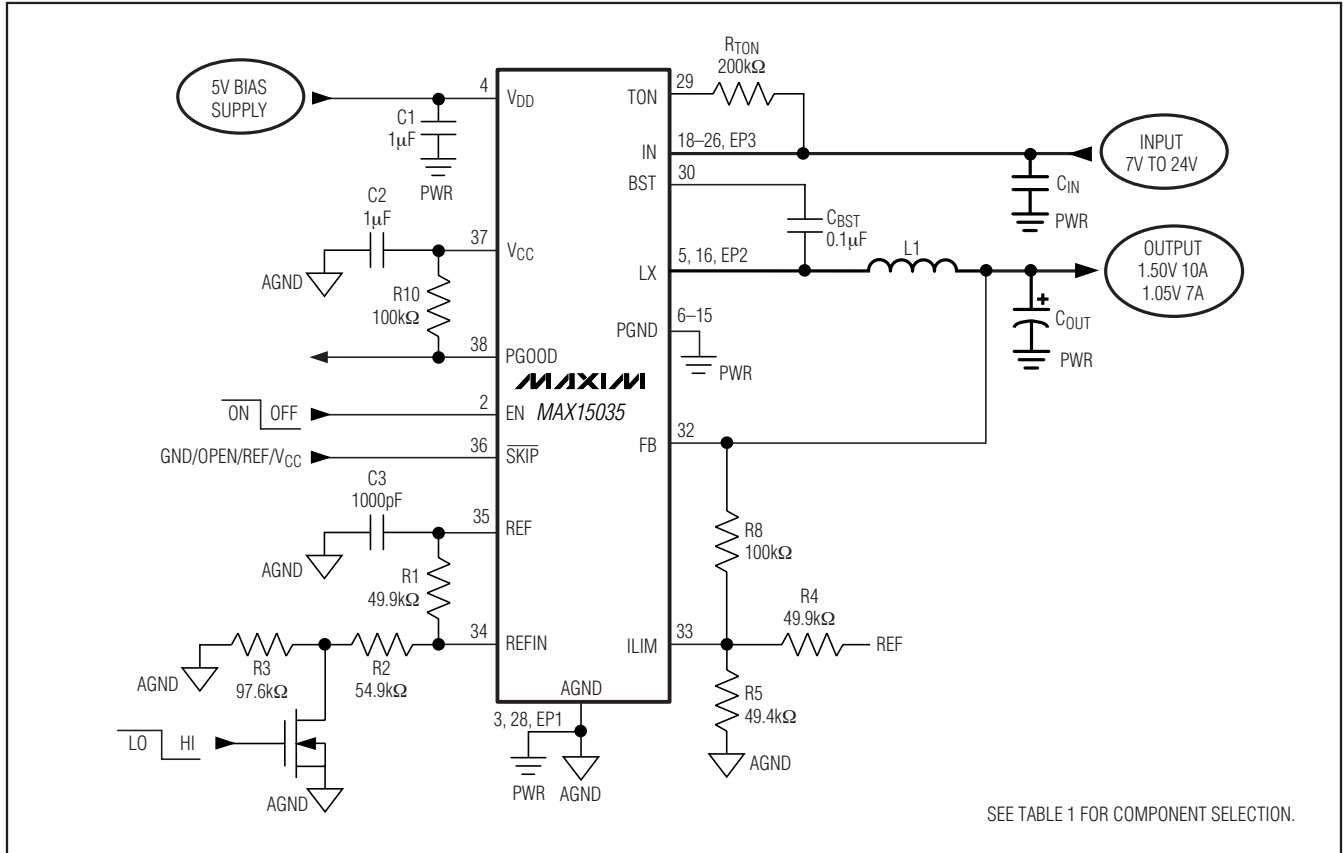 5V BIAS
SUPPLY
4
VDD
C1
1µF
PWR
C2
1µF
37
VCC
AGND
R10
100kΩ
38
PGOOD
MAXIM
MAX15035
ON OFF
2
EN
GND/OPEN/REF/VCC
36
SKIP
C3
1000pF
35
REF
AGND
R1
49.9kΩ
34
REFIN
AGND
R3
97.6kΩ
R2
54.9kΩ
LO HI
AGND
AGND
3, 28, EP1
PWR
AGND
RTON
200kΩ
29
TON
18–26, EP3
IN
INPUT
7V TO 24V
CIN
PWR
30
BST
CBST
0.1µF
5, 16, EP2
LX
L1
OUTPUT
1.50V 10A
1.05V 7A
COUT
PWR
6–15
PGND
PWR
32
FB
R8
100kΩ
R4
49.9kΩ
REF
33
ILIM
R5
49.4kΩ
AGND
SEE TABLE 1 FOR COMPONENT SELECTION.